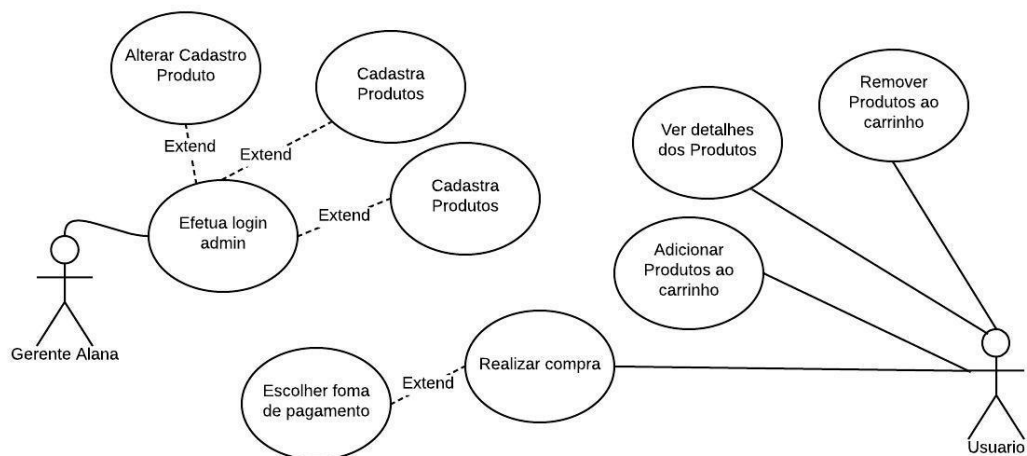 Alterar Cadastro
Produto
Cadastra
Produtos
Extend
Extend
Cadastra
Produtos
Extend
Efetua login
admin
Gerente Alana
Remover
Produtos ao
carrinho
Ver detalhes
dos Produtos
Adicionar
Produtos ao
carrinho
Realizar compra
Extend
Escolher foma
de pagamento
Usuario